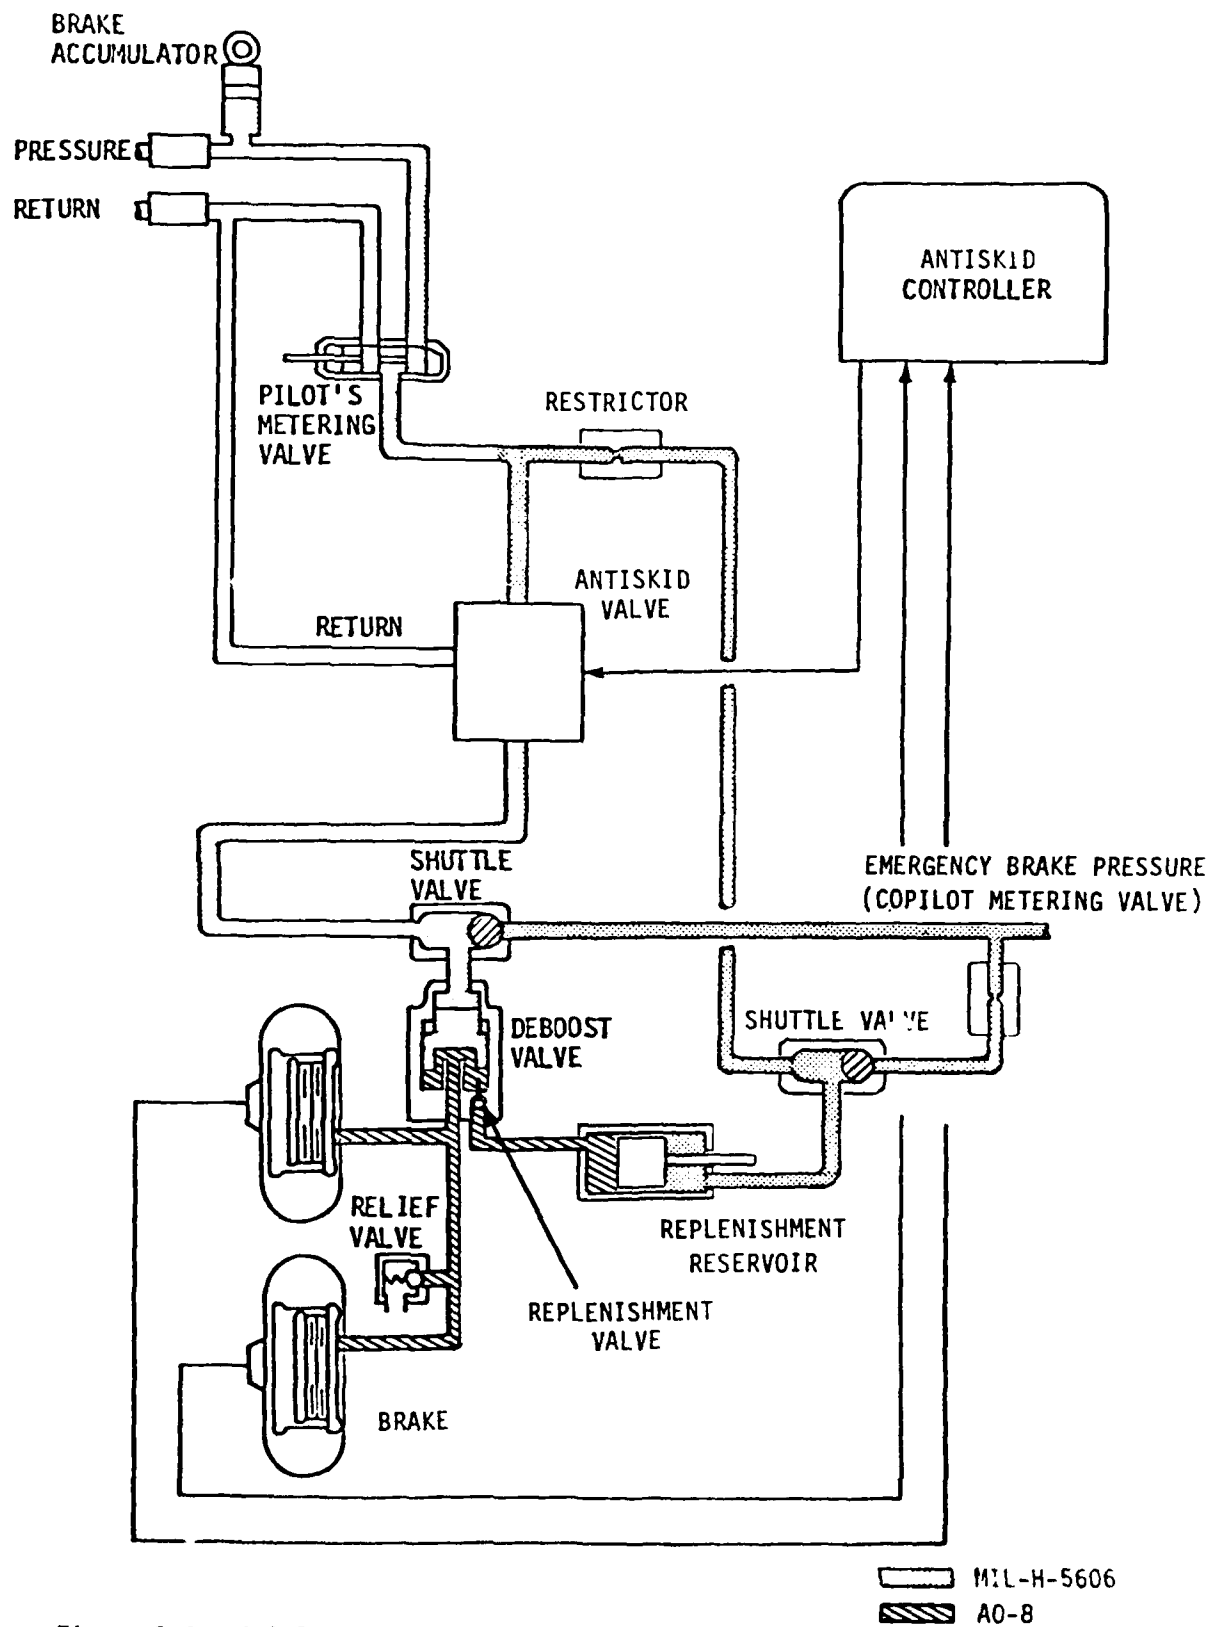 BRAKE
ACCUMULATOR
PRESSURE
RETURN
ANTISKID
CONTROLLER
PILOT'S
METERING
VALVE
RESTRICTOR
ANTISKID
VALVE
RETURN
SHUTTLE
VALVE
EMERGENCY BRAKE PRESSURE
(COPILOT METERING VALVE)
DEBOOST
VALVE
SHUTTLE VALVE
RELIEF
VALVE
REPLENISHMENT
RESERVOIR
REPLENISHMENT
VALVE
BRAKE
MIL-H-5606
AO-8